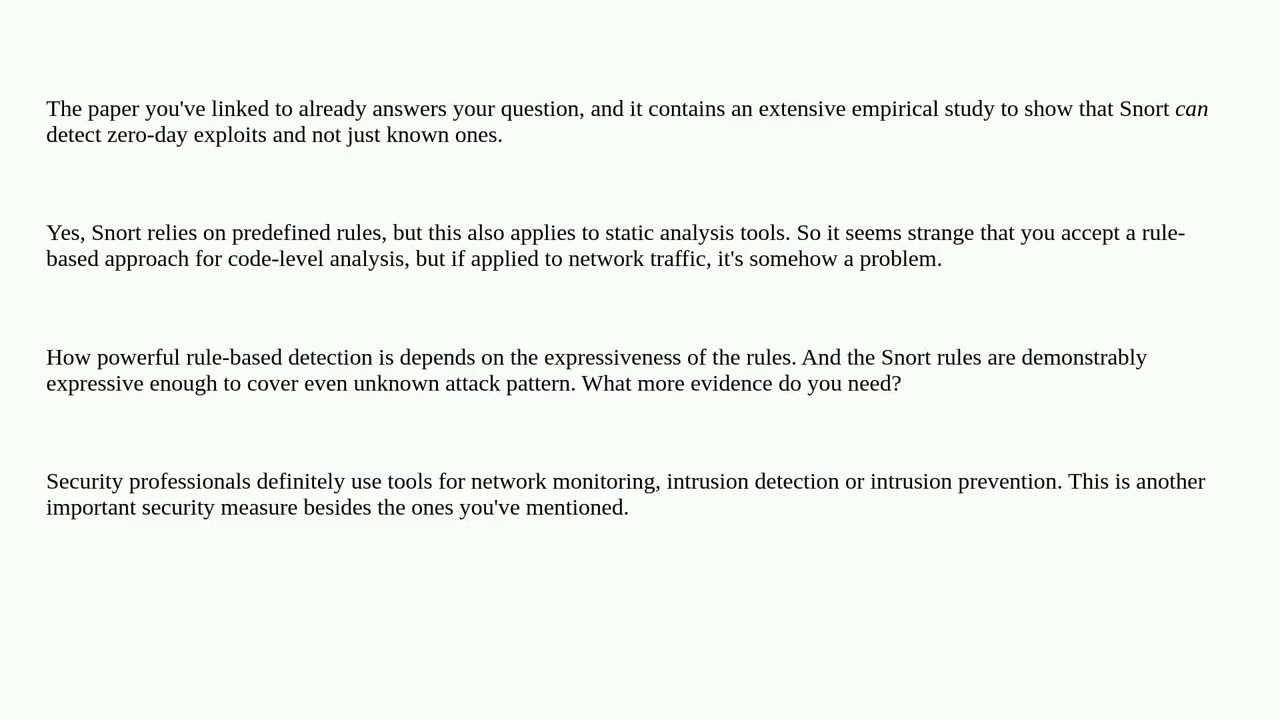 The paper you've linked to already answers your question, and it contains an extensive empirical study to show that Snort can
detect zero-day exploits and not just known ones.
Yes, Snort relies on predefined rules, but this also applies to static analysis tools. So it seems strange that you accept a rule-
based approach for code-level analysis, but if applied to network traffic, it's somehow a problem.
How powerful rule-based detection is depends on the expressiveness of the rules. And the Snort rules are demonstrably
expressive enough to cover even unknown attack pattern. What more evidence do you need?
Security professionals definitely use tools for network monitoring, intrusion detection or intrusion prevention. This is another
important security measure besides the ones you've mentioned.